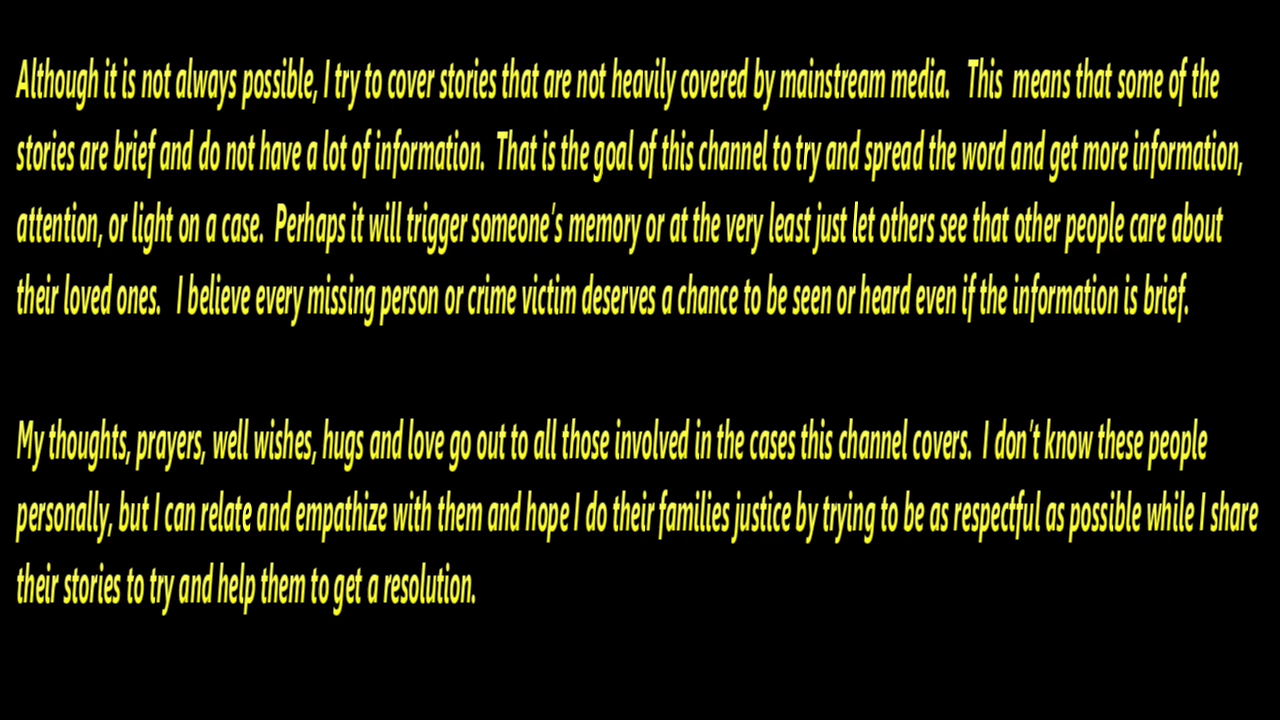 Although it is not always possible, I try to cover stories that are not heavily covered by mainstream media.   This  means that some of the
stories are brief and do not have a lot of information.  That is the goal of this channel to try and spread the word and get more information,
attention, or light on a case.  Perhaps it will trigger someone's memory or at the very least just let others see that other people care about
their loved ones.   I believe every missing person or crime victim deserves a chance to be seen or heard even if the information is brief.
My thoughts, prayers, well wishes, hugs and love go out to all those involved in the cases this channel covers.  I don't know these people
personally, but I can relate and empathize with them and hope I do their families justice by trying to be as respectful as possible while I share
their stories to try and help them to get a resolution.